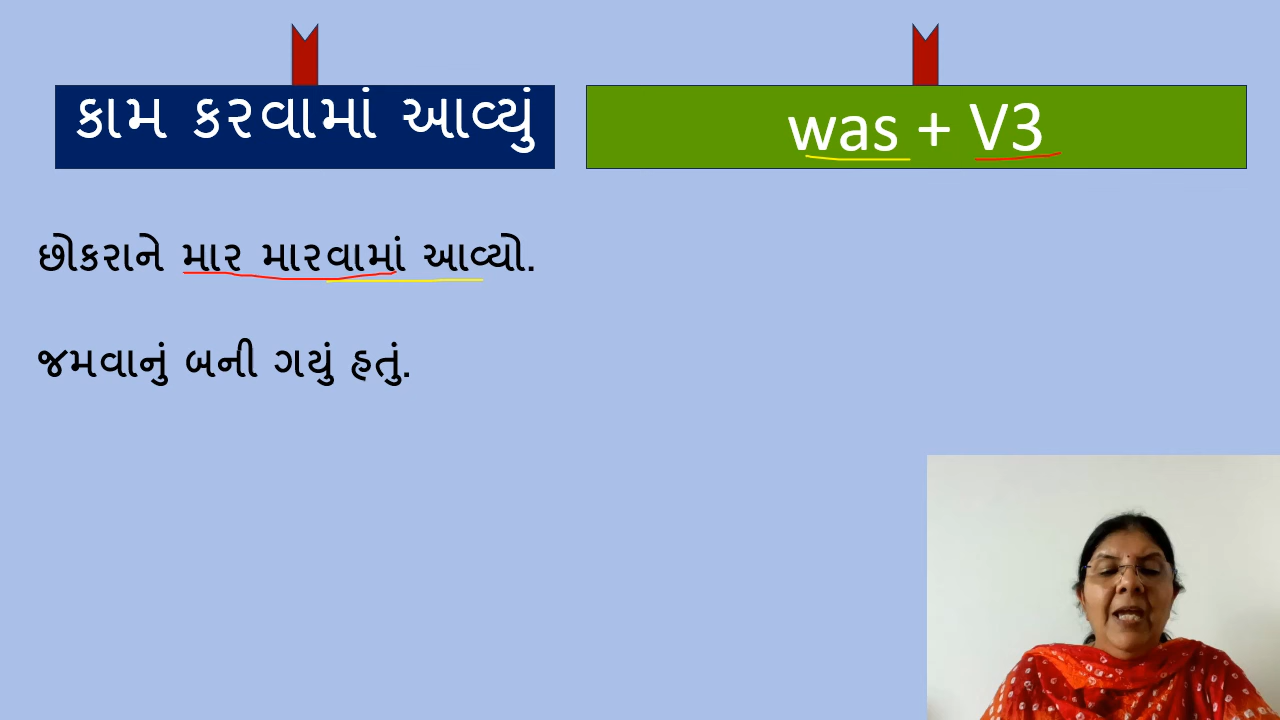 કામ કરવામાં આવ્યું
was + V3
છોકરાને માર મારવામાં આવ્યો.
જમવાનું બની ગયું હતું.